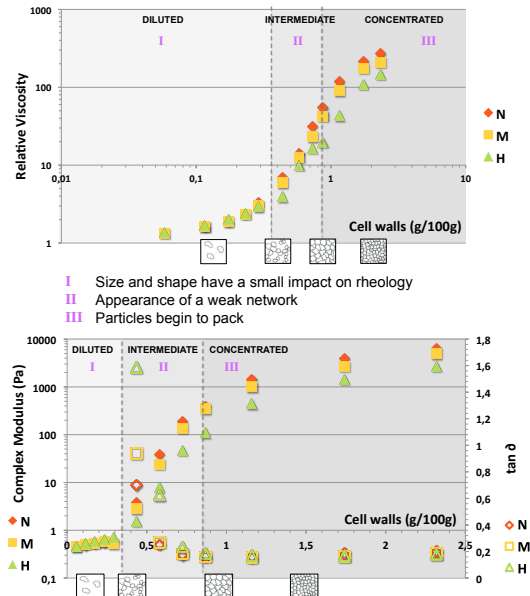 1000
DILUTED INTERMEDIATE CONCENTRATED
I II III
Relative Viscosity
100
N
M
H
10
0,01 0,1 1 10
Cell walls (g/100g)
1
I Size and shape have a small impact on rheology
II Appearance of a weak network
III Particles begin to pack
10000 1,8
DILUTED INTERMEDIATE CONCENTRATED
I II III
1,6
1000
1,4
Complex Modulus (Pa)
1,2
100
1
tan ∂
0,8
10
0,6
N
M
H
Cell walls (g/100g)
1 0,4
0 0,5 1 1,5 2 2,5
0,2
0,1 0
N
M
H